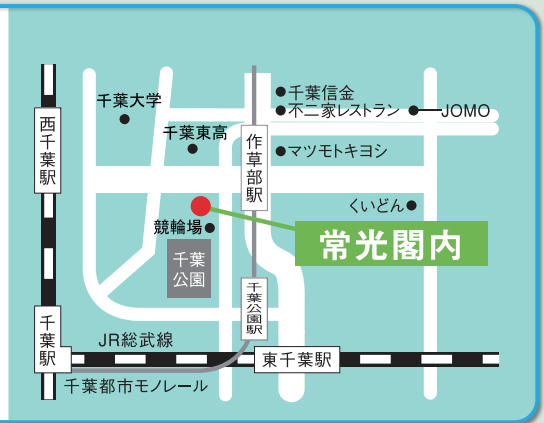 千葉大学
千葉信金
不二家レストラン
JOMO
千葉東高
西千葉駅
作草部駅
マツモトキヨシ
くいどん
競輪場
常光閣内
千葉
公園
千葉公園駅
千葉駅
JR総武線
東千葉駅
千葉都市モノレール